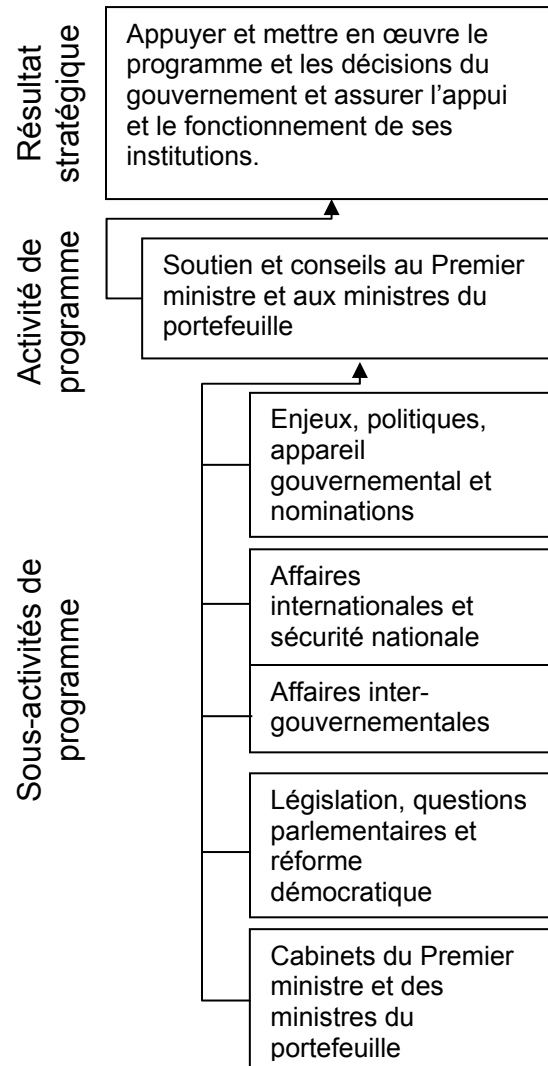 Résultat
stratégique
Appuyer et mettre en œuvre le
programme et les décisions du
gouvernement et assurer l’appui
et le fonctionnement de ses
institutions.
Activité de
programme
Soutien et conseils au Premier
ministre et aux ministres du
portefeuille
Sous-activités de
programme
Enjeux, politiques,
appareil
gouvernemental et
nominations
Affaires
internationales et
sécurité nationale
Affaires inter-
gouvernementales
Législation, questions
parlementaires et
réforme
démocratique
Cabinets du Premier
ministre et des
ministres du
portefeuille